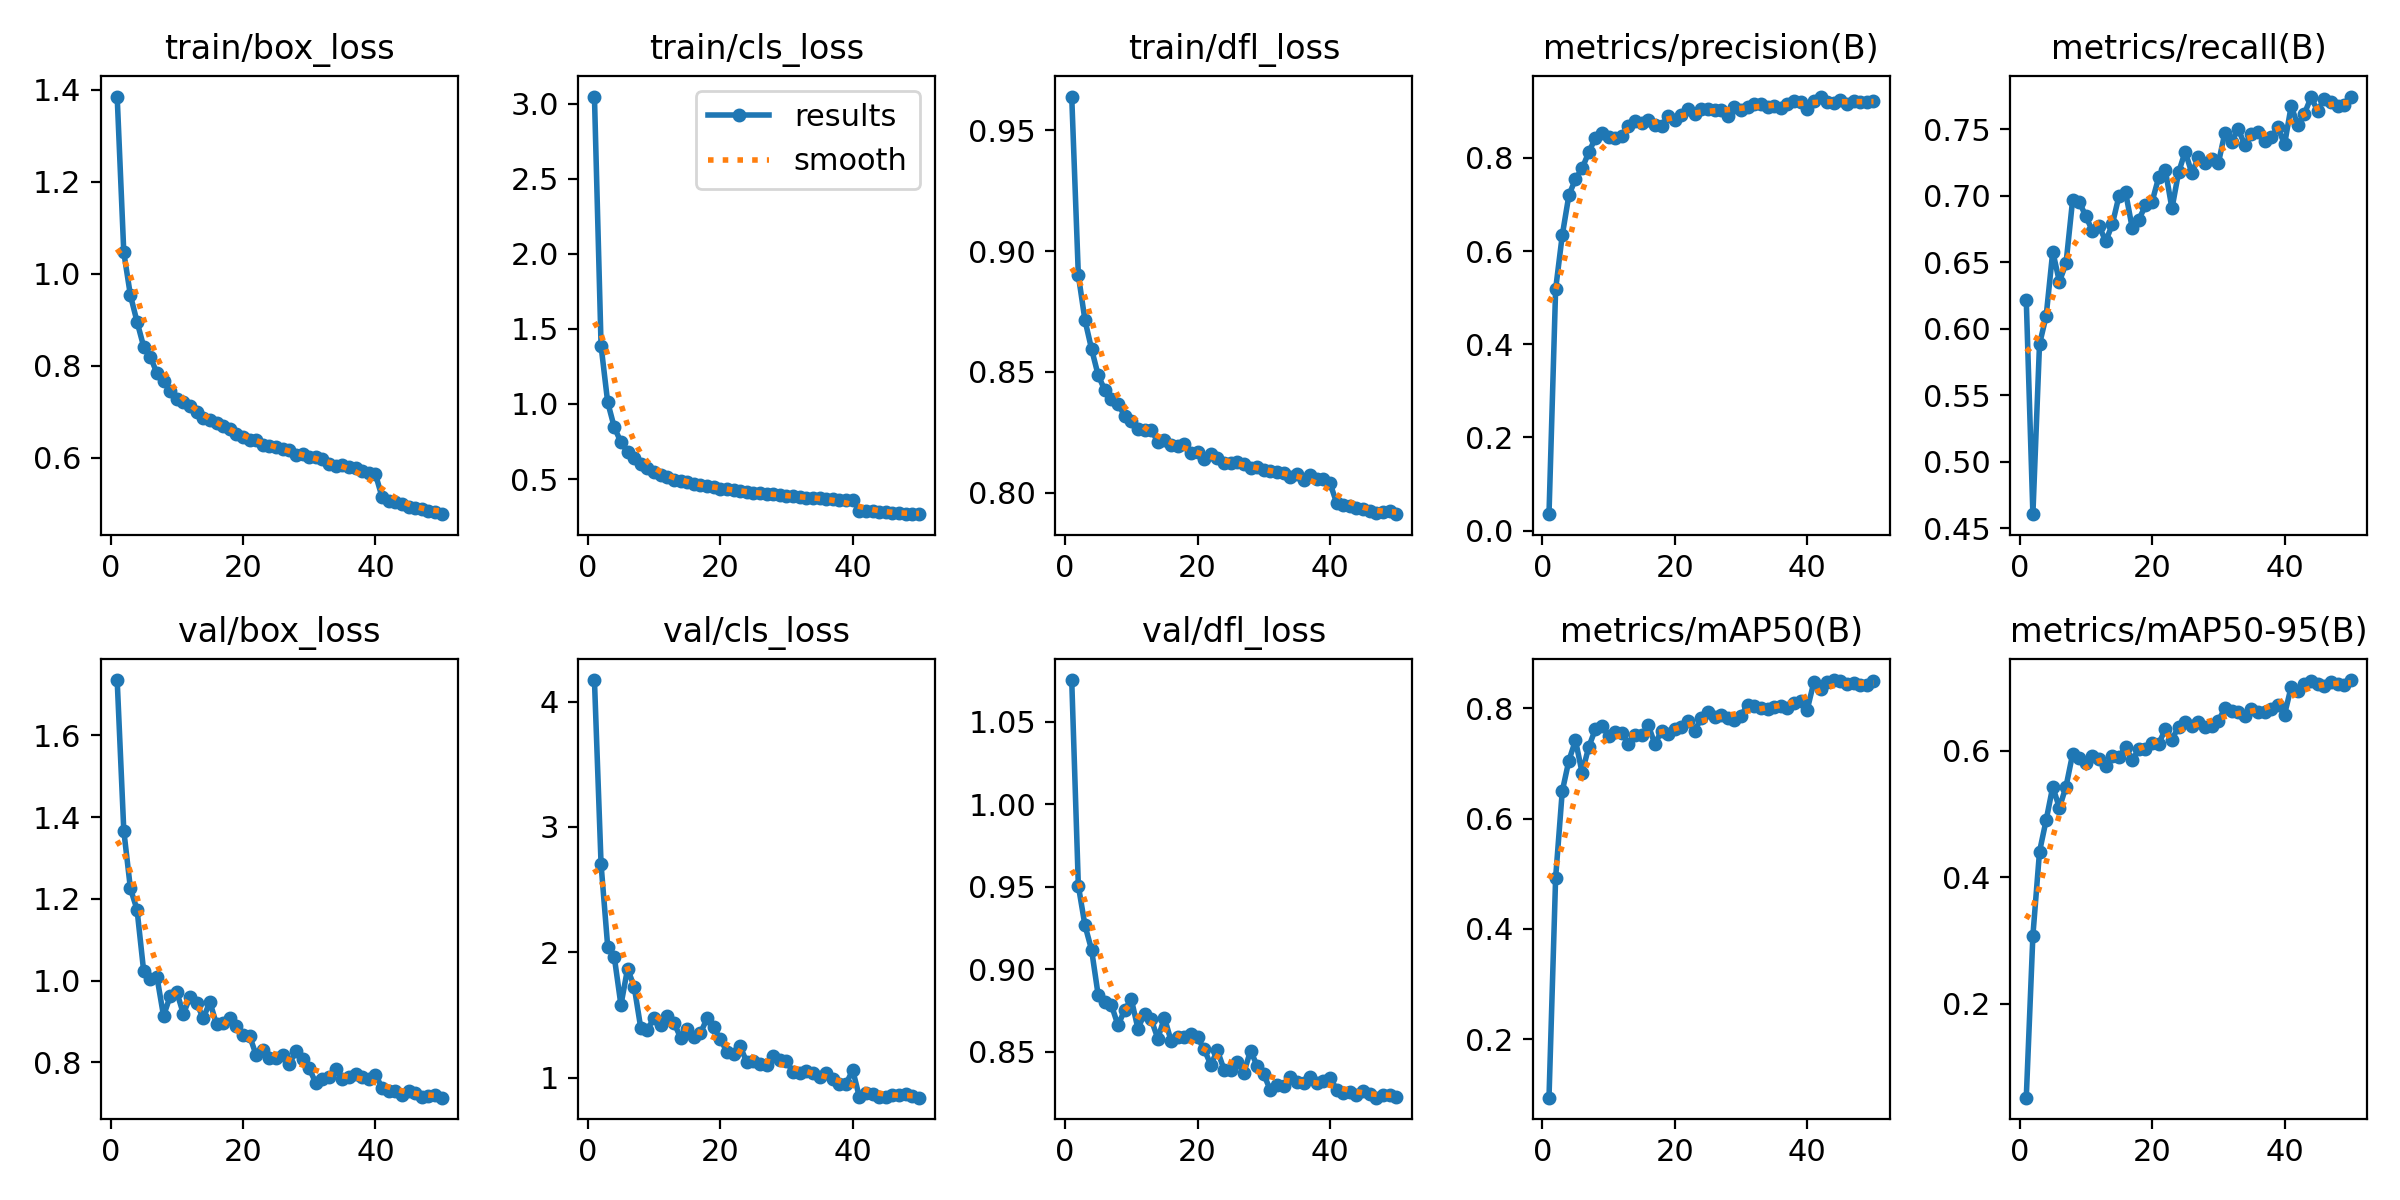 train/box_loss
1.4
1.2
1.0
0.8
0.6
0 20 40
train/cls_loss
results
smooth
3.0
2.5
2.0
1.5
1.0
0.5
0 20 40
train/dfl_loss
0.95
0.90
0.85
0.80
0 20 40
metrics/precision(B)
0.8
0.6
0.4
0.2
0.0
0 20 40
metrics/recall(B)
0.75
0.70
0.65
0.60
0.55
0.50
0.45
0 20 40
val/box_loss
1.6
1.4
1.2
1.0
0.8
0 20 40
val/cls_loss
4
3
2
1
0 20 40
val/dfl_loss
1.05
1.00
0.95
0.90
0.85
0 20 40
metrics/mAP50(B)
0.8
0.6
0.4
0.2
0 20 40
metrics/mAP50-95(B)
0.6
0.4
0.2
0 20 40